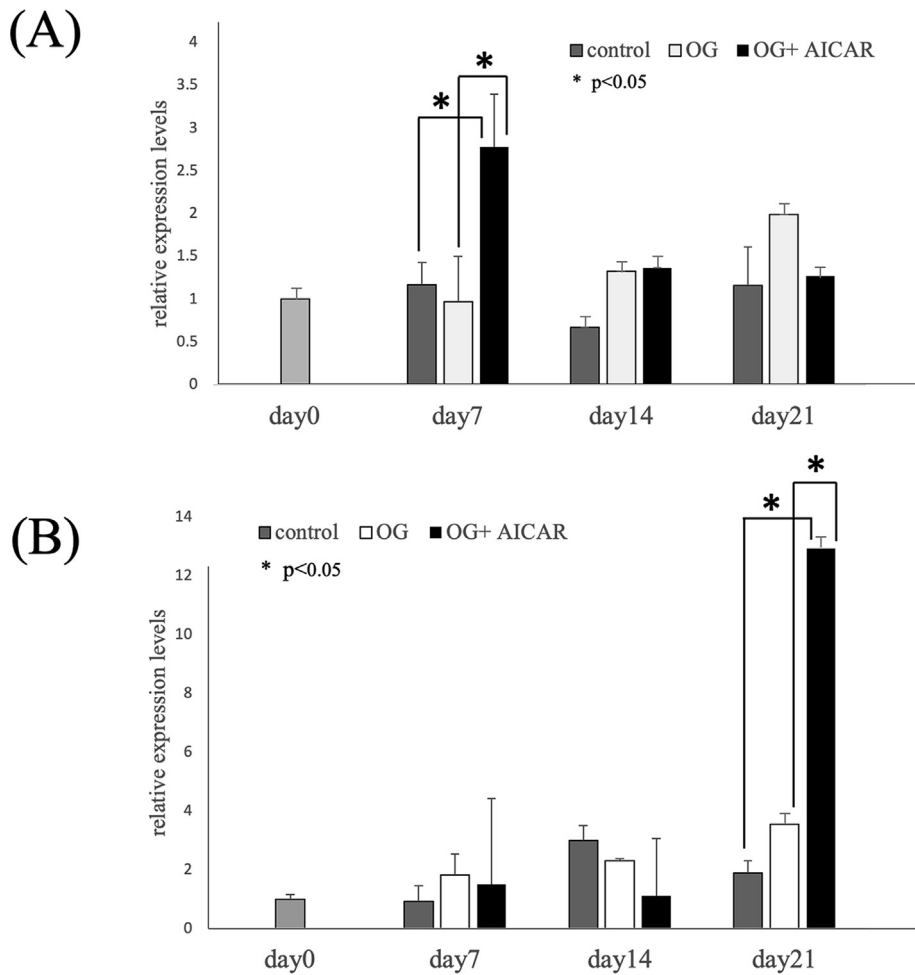 (A)
relative expression levels
4
3.5
3
2.5
2
1.5
1
0.5
0
control OG OG+ AICAR
* p<0.05
*
*
day0 day7 day14 day21
(B)
relative expression levels
14
12
10
8
6
4
2
0
control OG OG+ AICAR
* p<0.05
*
*
day0 day7 day14 day21